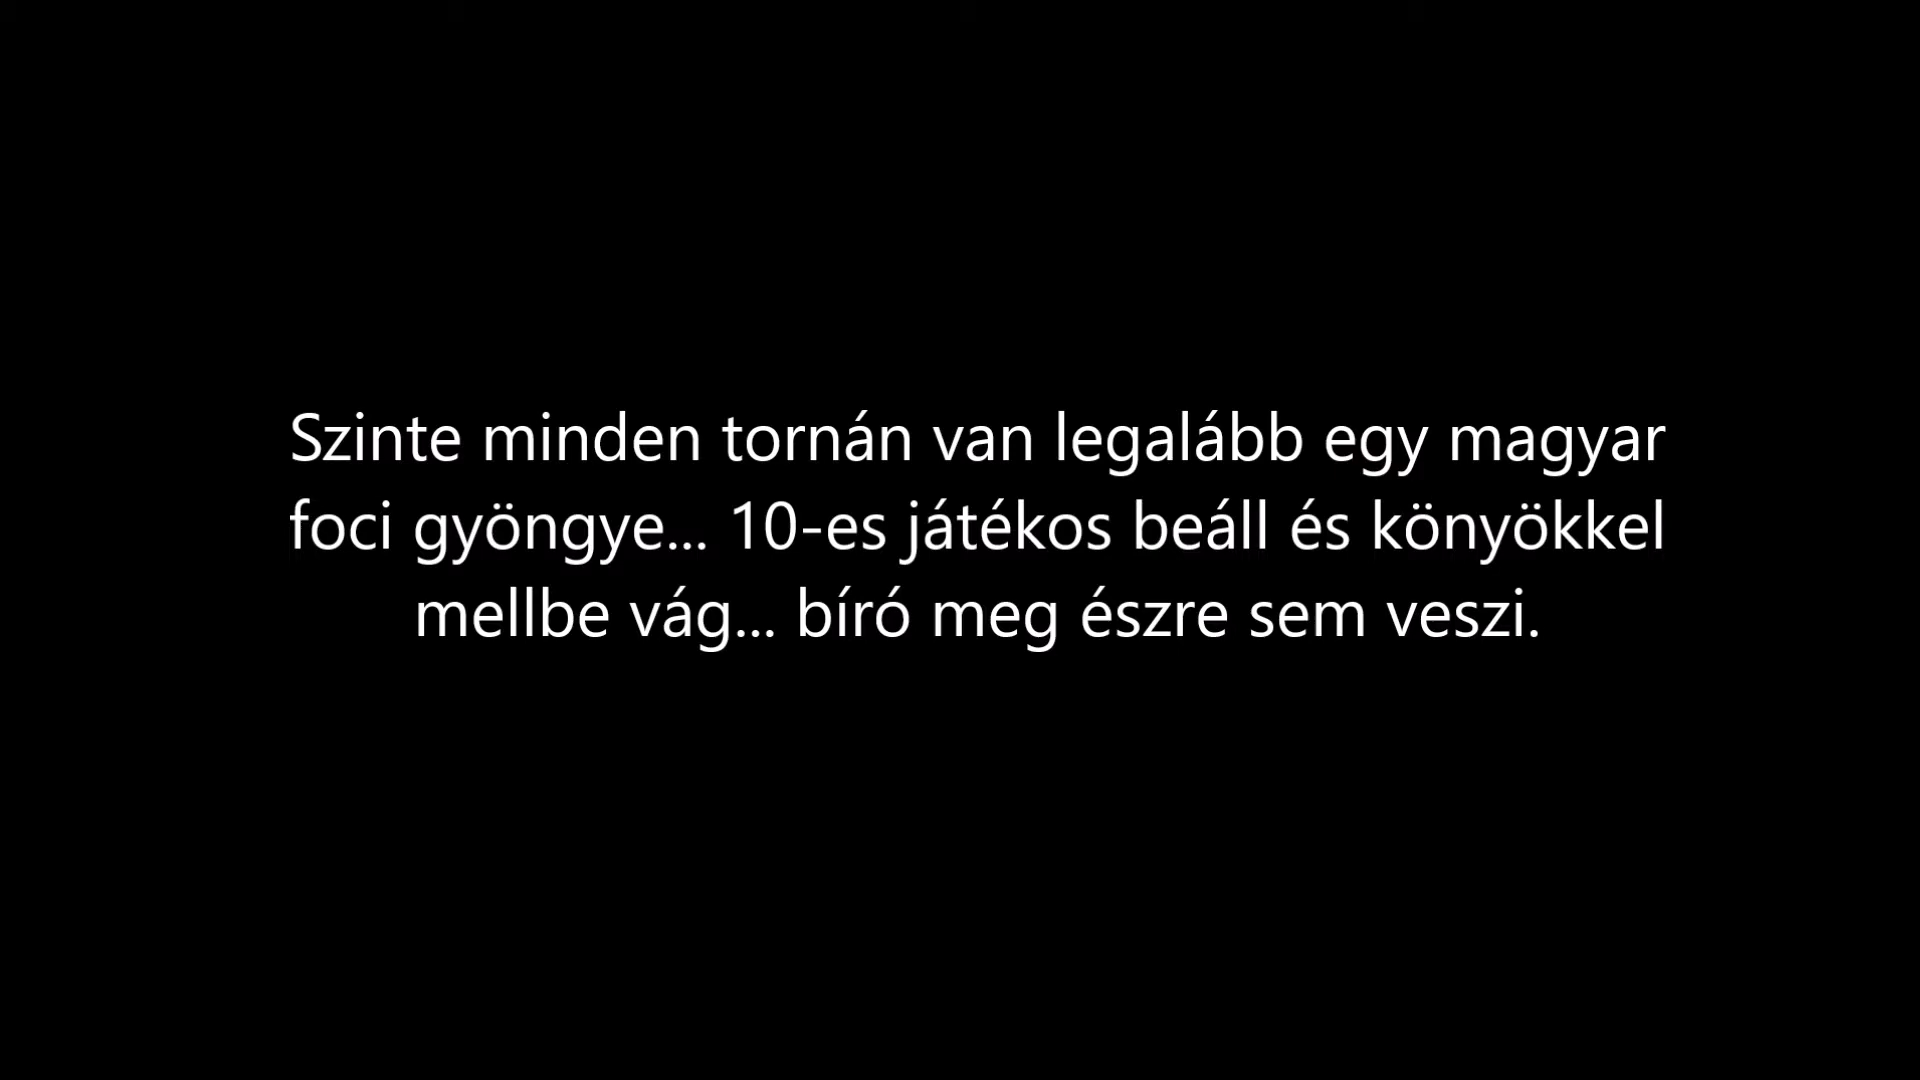 Szinte minden tornán van legalább egy magyar
foci gyöngye... 10-es játékos beáll és könyökkel
mellbe vág... bíró meg észre sem veszi.